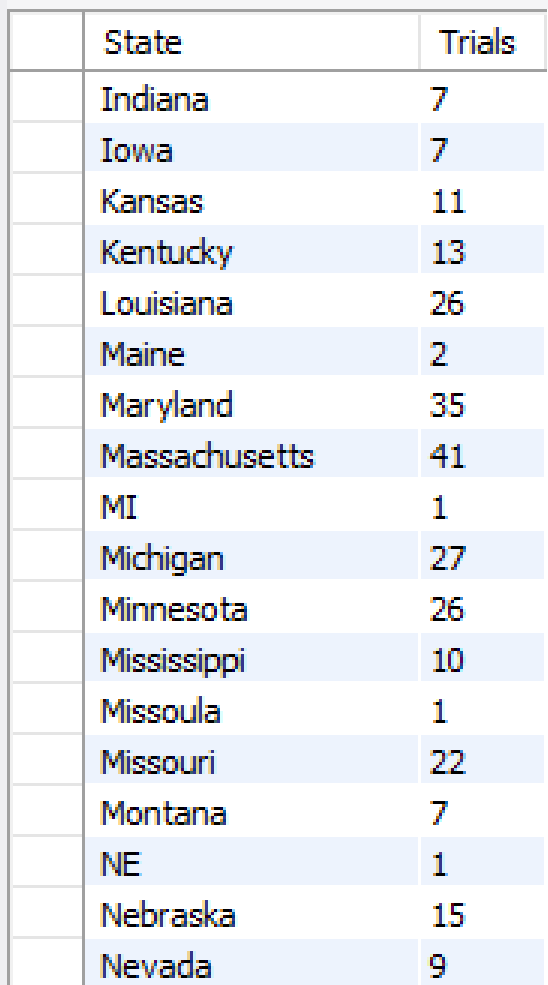 State Trials
Indiana 7
Iowa 7
Kansas 11
Kentucky 13
Louisiana 26
Maine 2
Maryland 35
Massachusetts 41
MI 1
Michigan 27
Minnesota 26
Mississippi 10
Missoula 1
Missouri 22
Montana 7
NE 1
Nebraska 15
Nevada 9